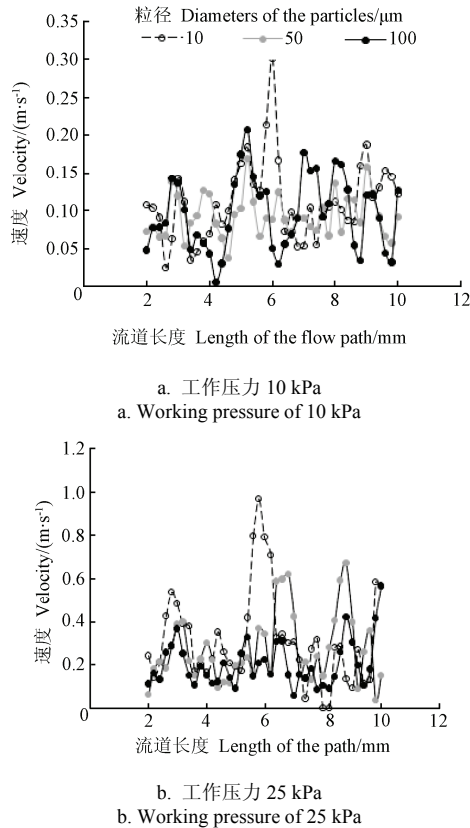 粒径 Diameters of the particles/μm
10 50 100
0.35
0.30
0.25
0.20
0.15
0.10
0.05
0 2 4 6 8 10 12
速度 Velocity/(m·s⁻¹)
流道长度 Length of the flow path/mm
a. 工作压力 10 kPa
a. Working pressure of 10 kPa
1.2
1.0
0.8
0.6
0.4
0.2
0 2 4 6 8 10 12
速度 Velocity/(m·s⁻¹)
流道长度 Length of the path/mm
b. 工作压力 25 kPa
b. Working pressure of 25 kPa